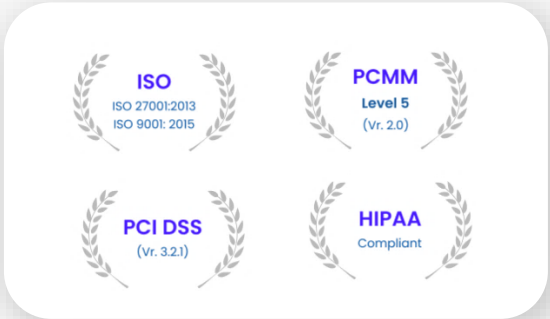 ISO
ISO 27001:2013
ISO 9001: 2015
PCMM
Level 5
(Vr. 2.0)
PCI DSS
(Vr. 3.2.1)
HIPAA
Compliant